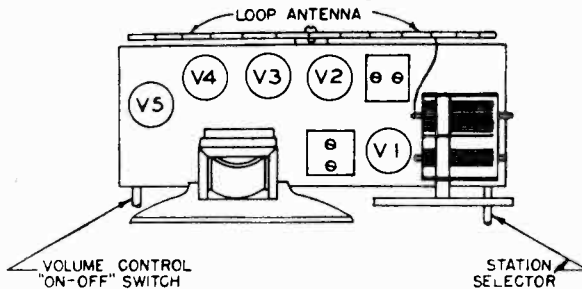 LOOP ANTENNA
V4
V3
V2
V5
V1
VOLUME CONTROL
"ON-OFF" SWITCH
STATION
SELECTOR